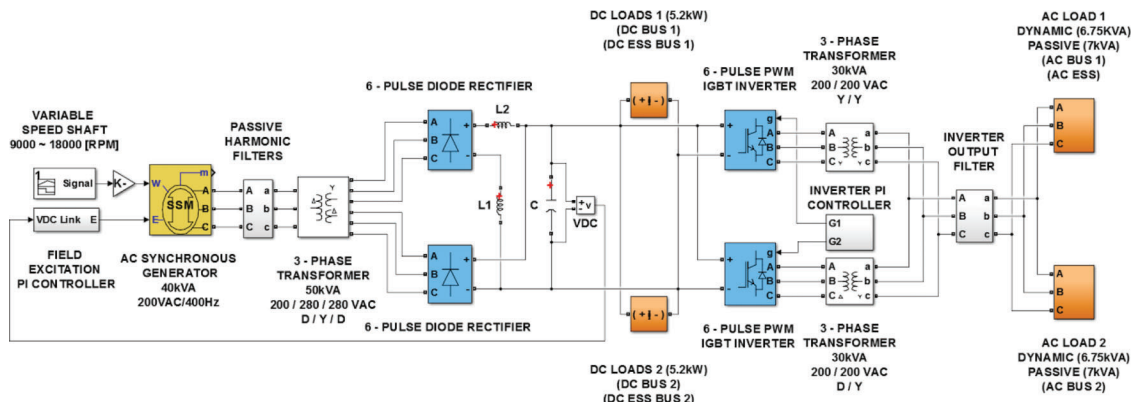 DC LOADS 1 (5.2kW)
(DC BUS 1)
(DC ESS BUS 1)
AC LOAD 1
DYNAMIC (6.75KVA)
PASSIVE (7kVA)
(AC BUS 1)
(AC ESS)
3 - PHASE
TRANSFORMER
30kVA
200 / 200 VAC
Y / Y
6 - PULSE DIODE RECTIFIER
6 - PULSE PWM
IGBT INVERTER
VARIABLE
SPEED SHAFT
9000 ~ 18000 [RPM]
PASSIVE
HARMONIC
FILTERS
L2
L1
C
VDC
+
-
v
A
B
C
+
-
(+|-)
+
-
g
A
B
C
A
B
C
Y
a
b
c
Y
INVERTER
OUTPUT
FILTER
A
B
C
1
Signal
K-
VDC Link
E
W
E
m
SSM
A
B
C
A
B
C
a
b
c
A
B
C
Y
A
B
C
a
b
c
INVERTER PI
CONTROLLER
G1
G2
FIELD
EXCITATION
PI CONTROLLER
AC SYNCHRONOUS
GENERATOR
40kVA
200VAC/400Hz
3 - PHASE
TRANSFORMER
50kVA
200 / 280 / 280 VAC
D / Y / D
A
B
C
+
-
(+|-)
+
-
g
A
B
C
A
B
C
a
b
c
Y
A
B
C
6 - PULSE DIODE RECTIFIER
6 - PULSE PWM
IGBT INVERTER
3 - PHASE
TRANSFORMER
30kVA
200 / 200 VAC
D / Y
DC LOADS 2 (5.2kW)
(DC BUS 2)
(DC ESS BUS 2)
AC LOAD 2
DYNAMIC (6.75KVA)
PASSIVE (7kVA)
(AC BUS 2)